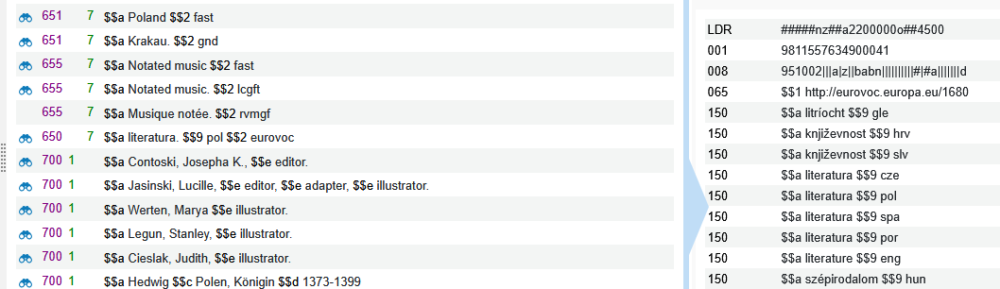 651 7 $$a Poland $$2 fast
651 7 $$a Krakau. $$2 gnd
655 7 $$a Notated music $$2 fast
655 7 $$a Notated music. $$2 lcgft
655 7 $$a Musique notée. $$2 rvmgf
650 7 $$a literatura. $$9 pol $$2 eurovoc
700 1 $$a Contoski, Josepha K., $$e editor.
700 1 $$a Jasinski, Lucille, $$e editor, $$e adapter, $$e illustrator.
700 1 $$a Werten, Marya $$e illustrator.
700 1 $$a Legun, Stanley, $$e illustrator.
700 1 $$a Cieslak, Judith, $$e illustrator.
700 1 $$a Hedwig $$c Polen, Königin $$d 1373-1399
LDR #####nz##a2200000o##4500
001 9811557634900041
008 951002|||a|z||babn||||||||||#|#a|||||||d
065 $$1 http://eurovoc.europa.eu/1680
150 $$a litríocht $$9 gle
150 $$a književnost $$9 hrv
150 $$a književnost $$9 slv
150 $$a literatura $$9 cze
150 $$a literatura $$9 pol
150 $$a literatura $$9 spa
150 $$a literatura $$9 por
150 $$a literature $$9 eng
150 $$a szépirodalom $$9 hun